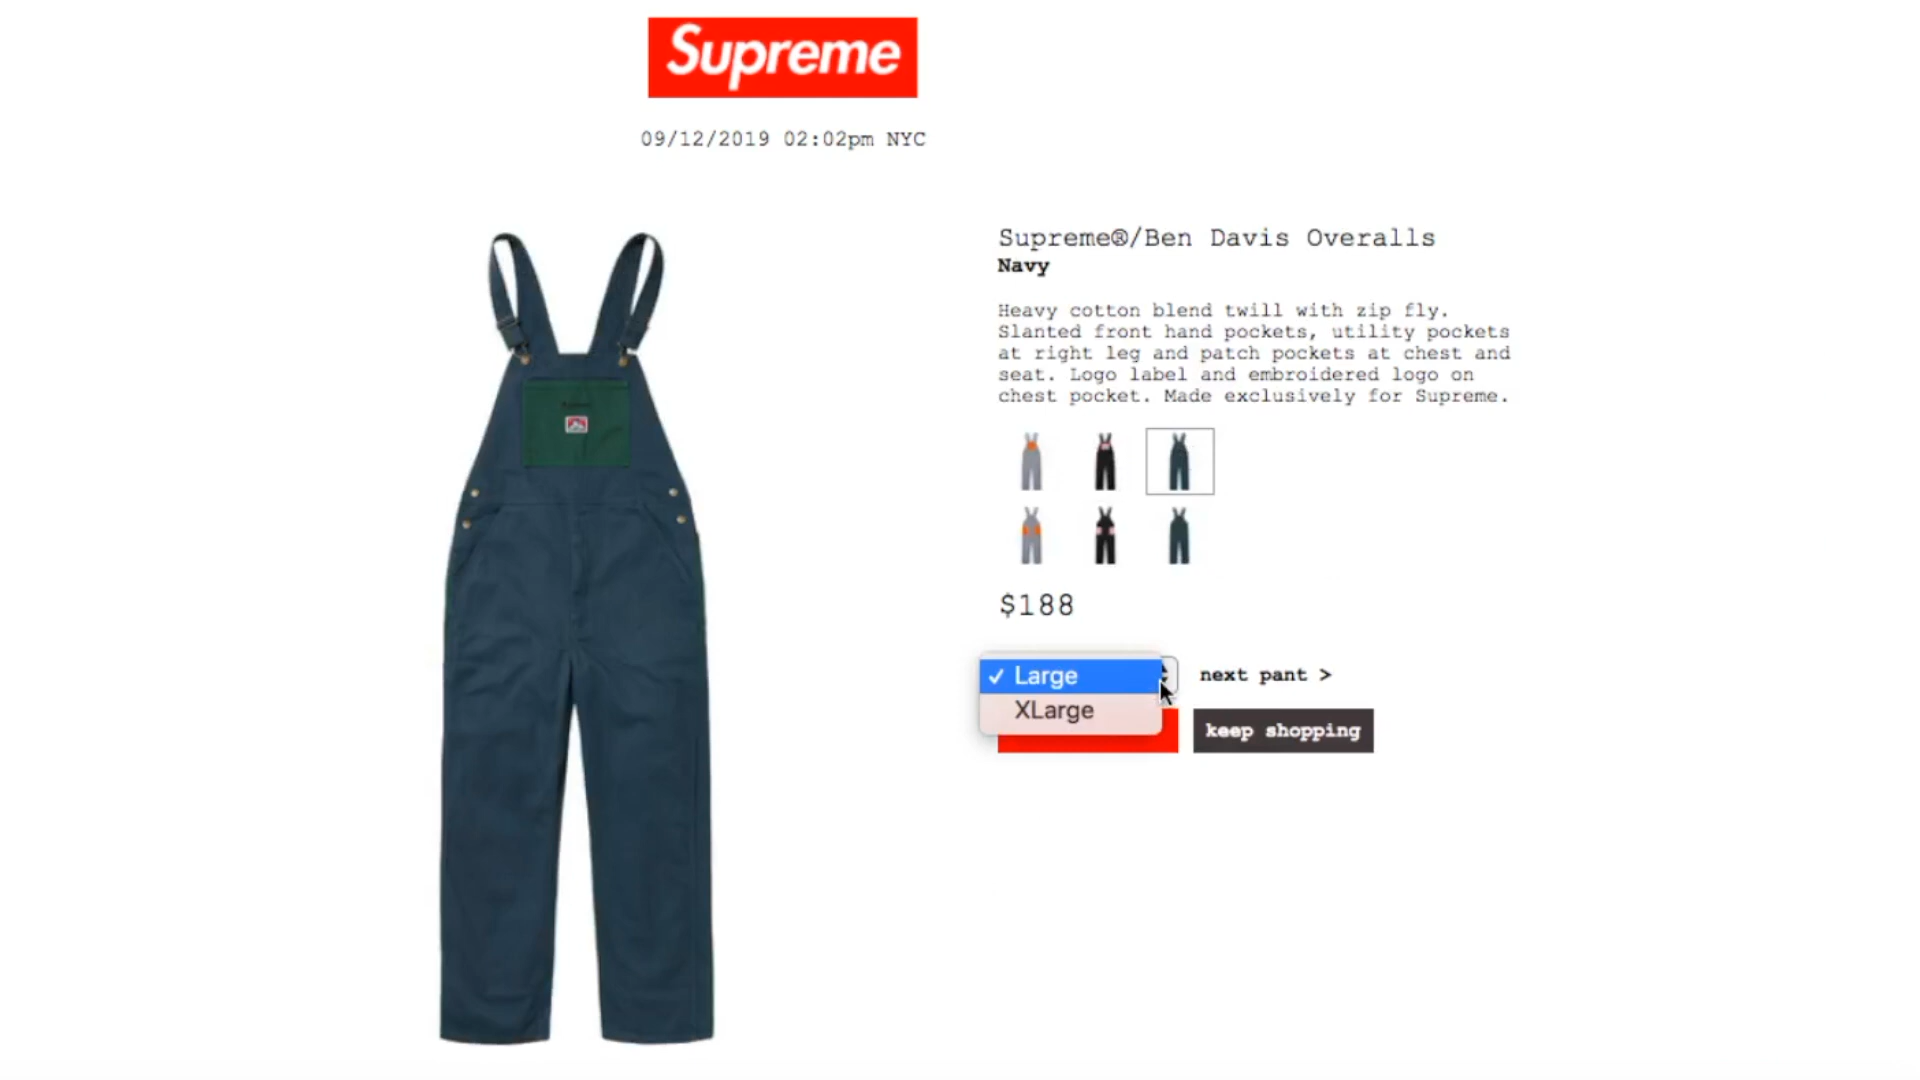 Supreme
09/12/2019 02:02pm NYC
Supreme®/Ben Davis Overalls
Navy
Heavy cotton blend twill with zip fly.
Slanted front hand pockets, utility pockets
at right leg and patch pockets at chest and
seat. Logo label and embroidered logo on
chest pocket. Made exclusively for Supreme.
$188
✓ Large
next pant >
XLarge
keep shopping